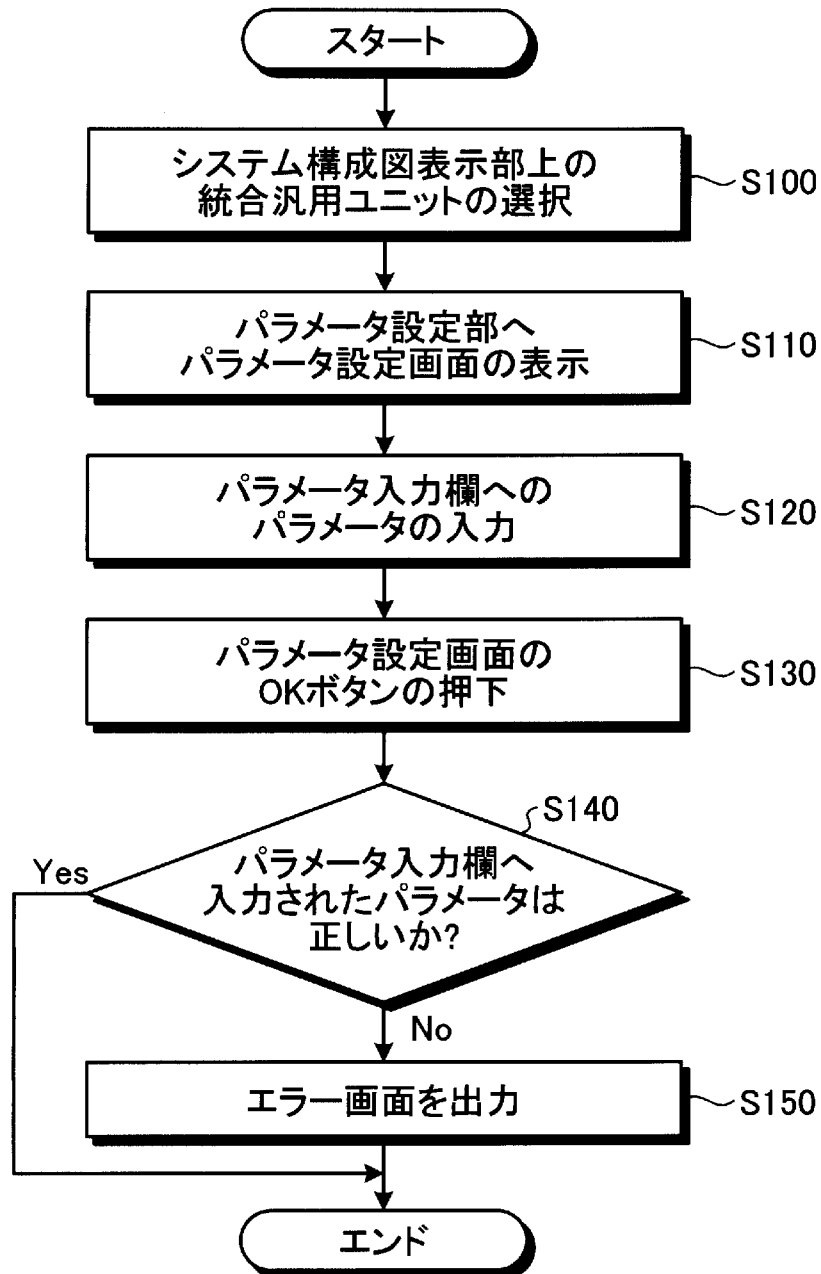 スタート
システム構成図表示部上の
統合汎用ユニットの選択
S100
パラメータ設定部へ
パラメータ設定画面の表示
S110
パラメータ入力欄への
パラメータの入力
S120
パラメータ設定画面の
OKボタンの押下
S130
S140
パラメータ入力欄へ
入力されたパラメータは
正しいか?
Yes
No
エラー画面を出力
S150
エンド